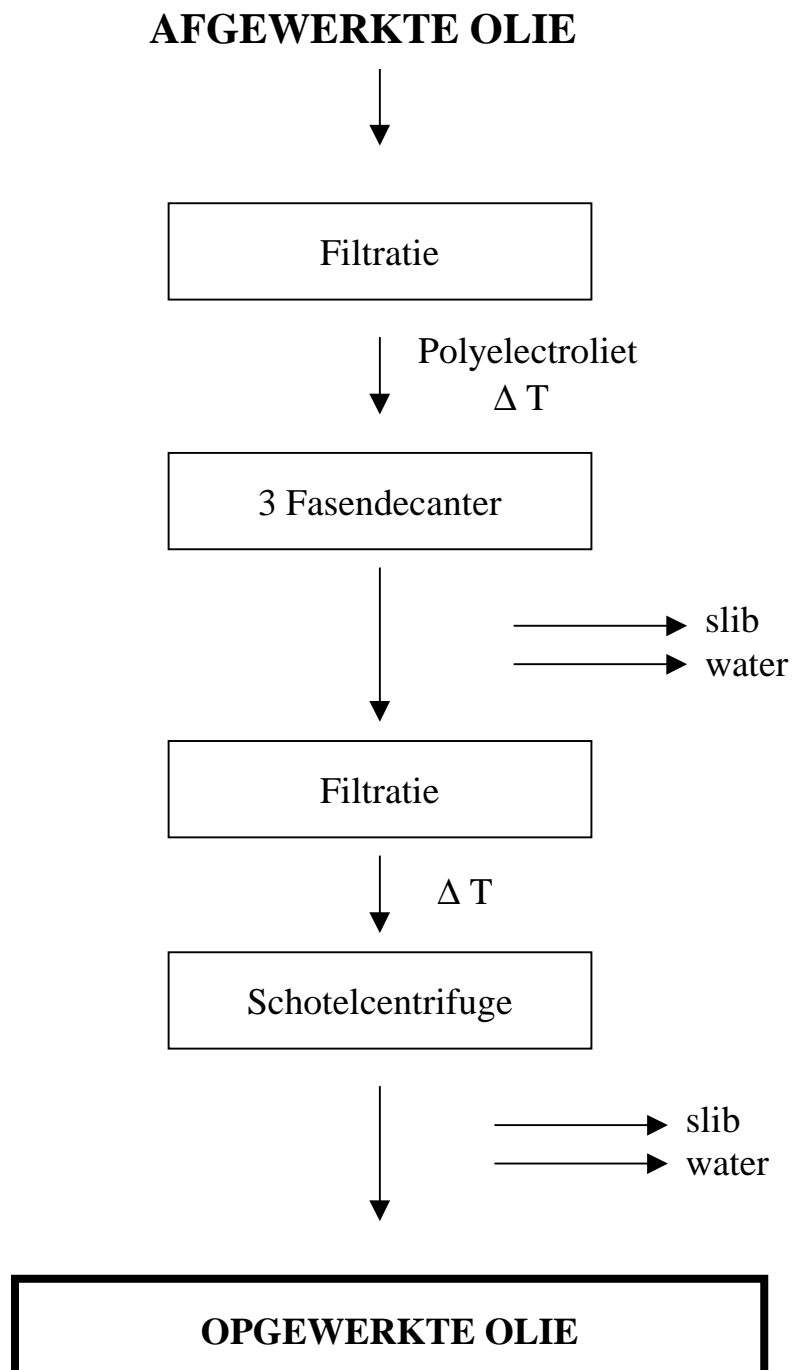 AFGEWERKTE OLIE
Filtratie
Polyelectroliet
Δ T
3 Fasendecanter
slib
water
Filtratie
Δ T
Schotelcentrifuge
slib
water
OPGEWERKTE OLIE